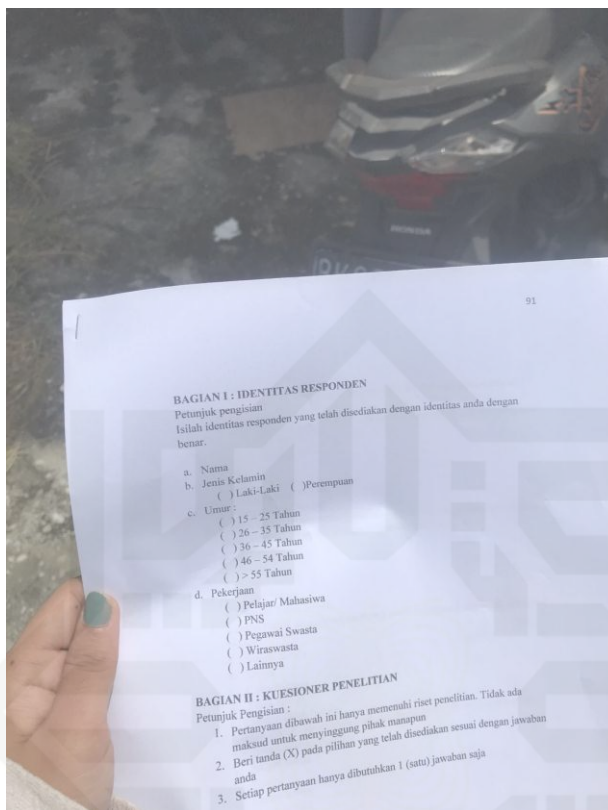 HONDA
91
BAGIAN I : IDENTITAS RESPONDEN
Petunjuk pengisian
Isilah identitas responden yang telah disediakan dengan identitas anda dengan
benar.
a. Nama
b. Jenis Kelamin
( ) Laki-Laki ( )Perempuan
c. Umur :
( ) 15 – 25 Tahun
( ) 26 – 35 Tahun
( ) 36 – 45 Tahun
( ) 46 – 54 Tahun
( ) > 55 Tahun
d. Pekerjaan
( ) Pelajar/ Mahasiwa
( ) PNS
( ) Pegawai Swasta
( ) Wiraswasta
( ) Lainnya
BAGIAN II : KUESIONER PENELITIAN
Petunjuk Pengisian :
1. Pertanyaan dibawah ini hanya memenuhi riset penelitian. Tidak ada
maksud untuk menyinggung pihak manapun
2. Beri tanda (X) pada pilihan yang telah disediakan sesuai dengan jawaban
anda
3. Setiap pertanyaan hanya dibutuhkan 1 (satu) jawaban saja